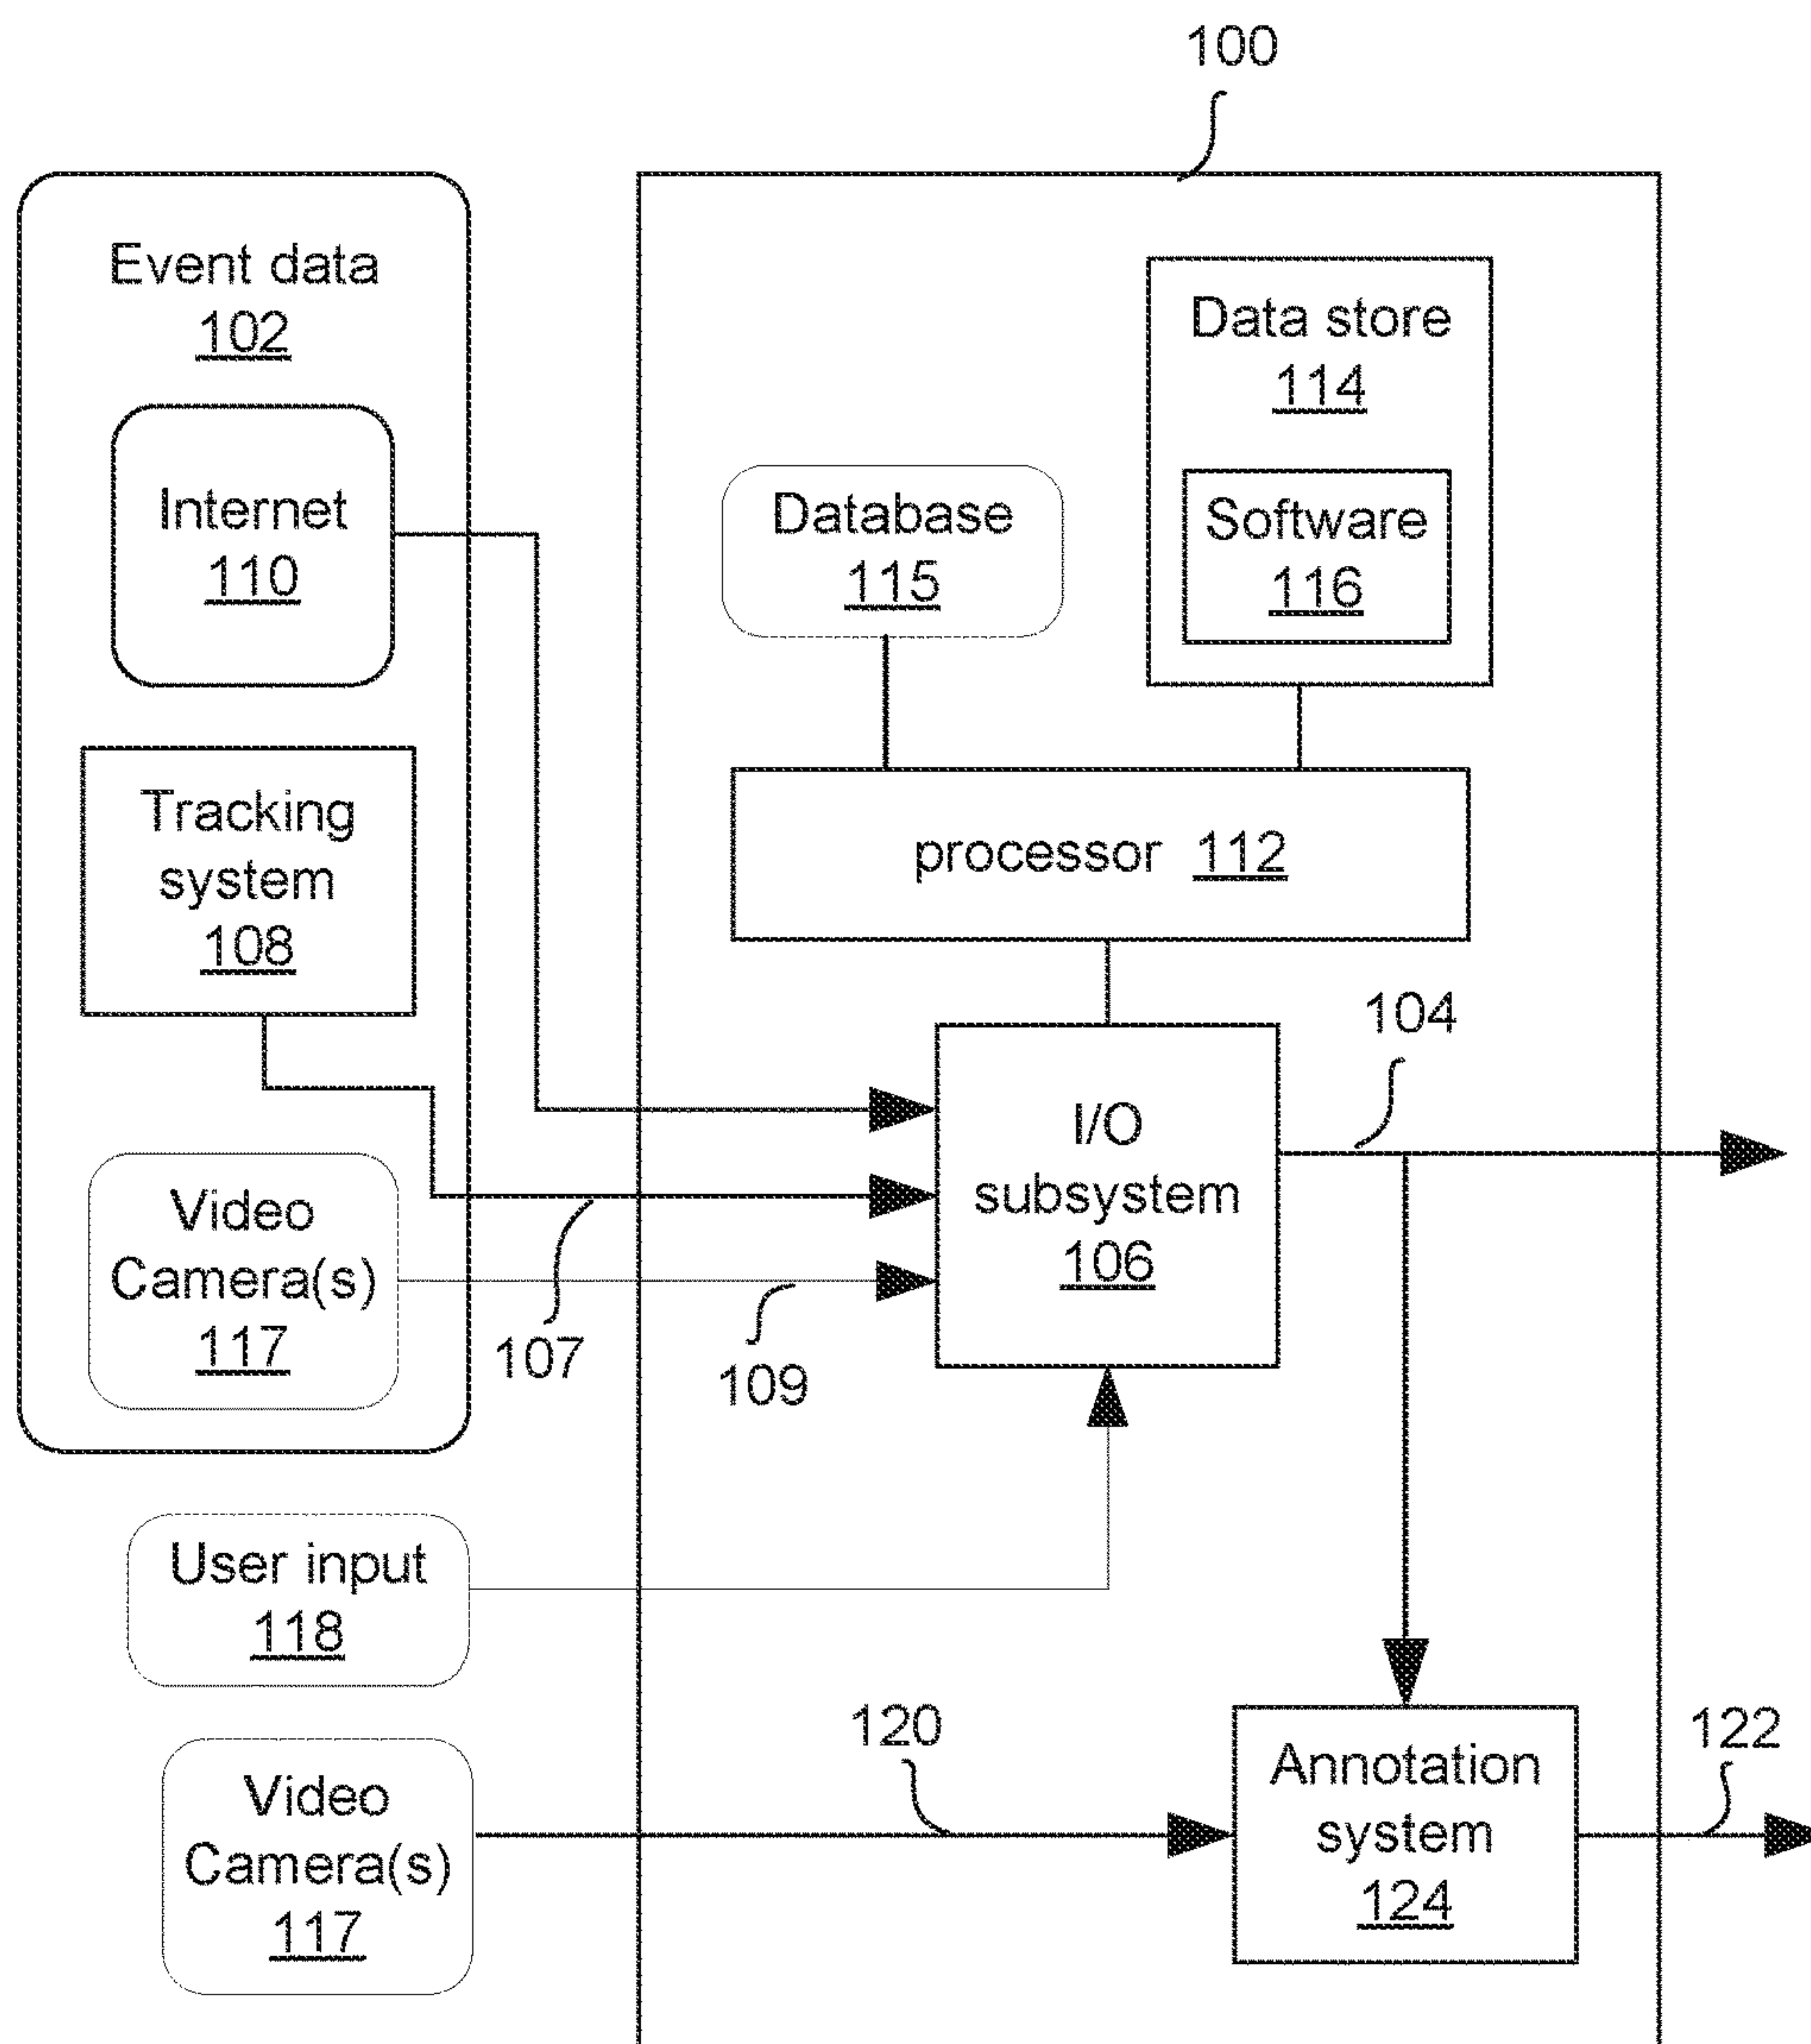 100
Event data
102
Internet
110
Tracking
system
108
Video
Camera(s)
117
107
109
User input
118
Video
Camera(s)
117
120
Data store
114
Software
116
Database
115
processor 112
104
I/O
subsystem
106
Annotation
system
124
122